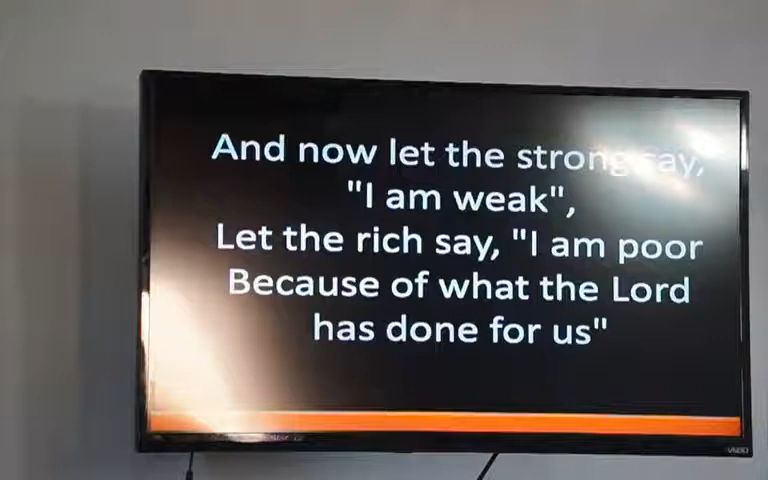 And now let the strong say,
"I am weak",
Let the rich say, "I am poor
Because of what the Lord
has done for us"